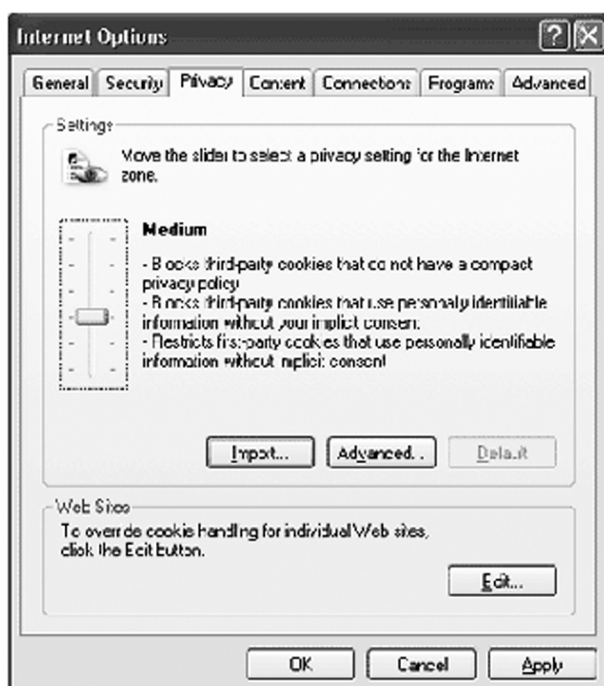 Internet Options
General Security Privacy Content Connections Programs Advanced
Settings
Move the slider to select a privacy setting for the Internet
zone.
Medium
- Blocks third-party cookies that do not have a compact
privacy policy
- Blocks third-party cookies that use personally identifiable
information without your implicit consent
- Restricts first-party cookies that use personally identifiable
information without implicit consent
Import... Advanced... Default
Web Sites
To override cookie handling for individual Web sites,
click the Edit button.
Edit...
OK Cancel Apply